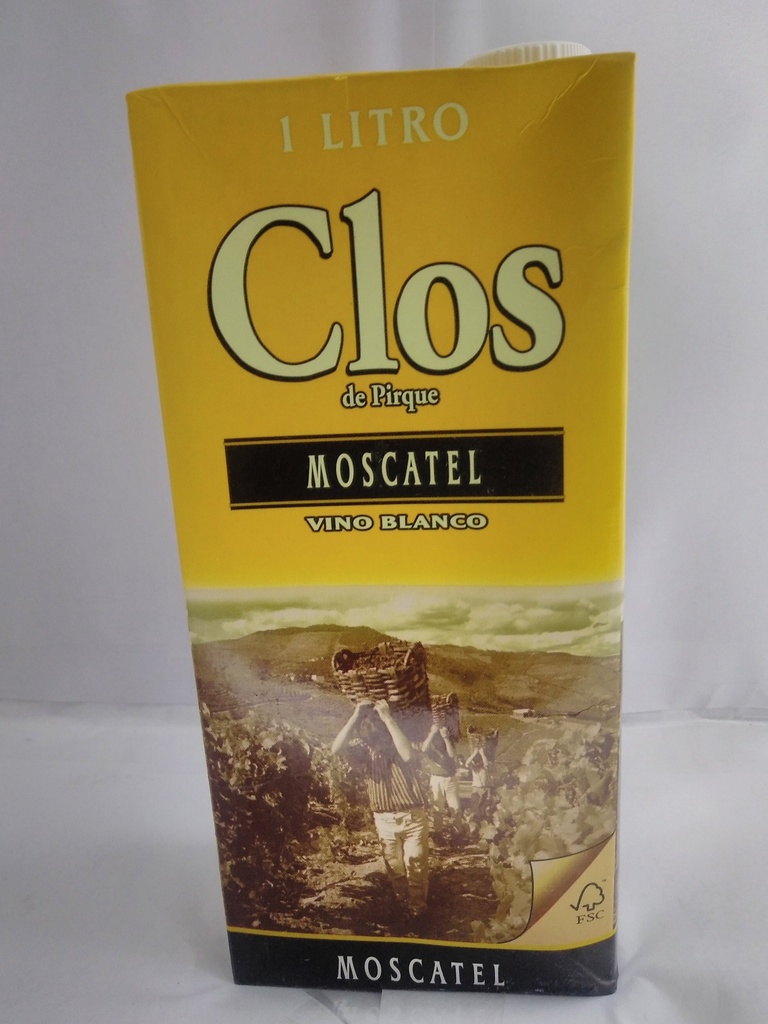 1 LITRO
Clos
de Pirque
MOSCATEL
VINO BLANCO
FSC
MOSCATEL